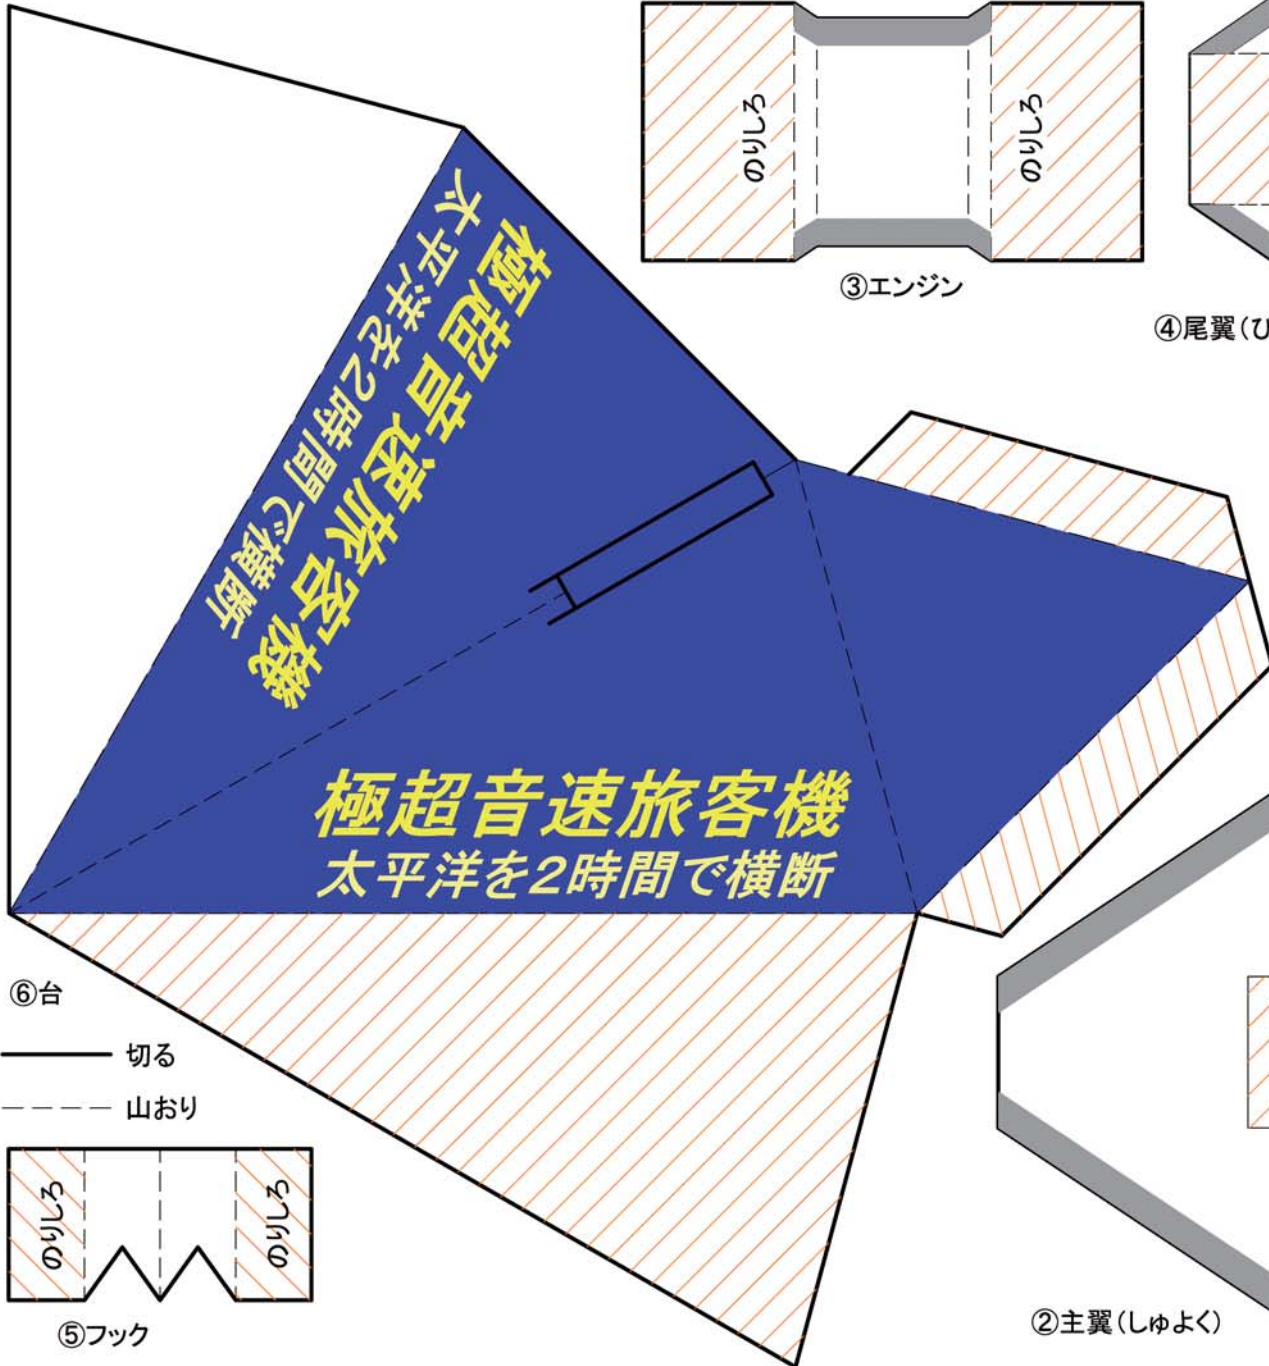 のりしろ
のりしろ
③エンジン
④尾翼(ひ
極超音速旅客機
太平洋を2時間で横断
極超音速旅客機
太平洋を2時間で横断
⑥台
切る
山おり
のりしろ
のりしろ
⑤フック
②主翼(しゅよく)